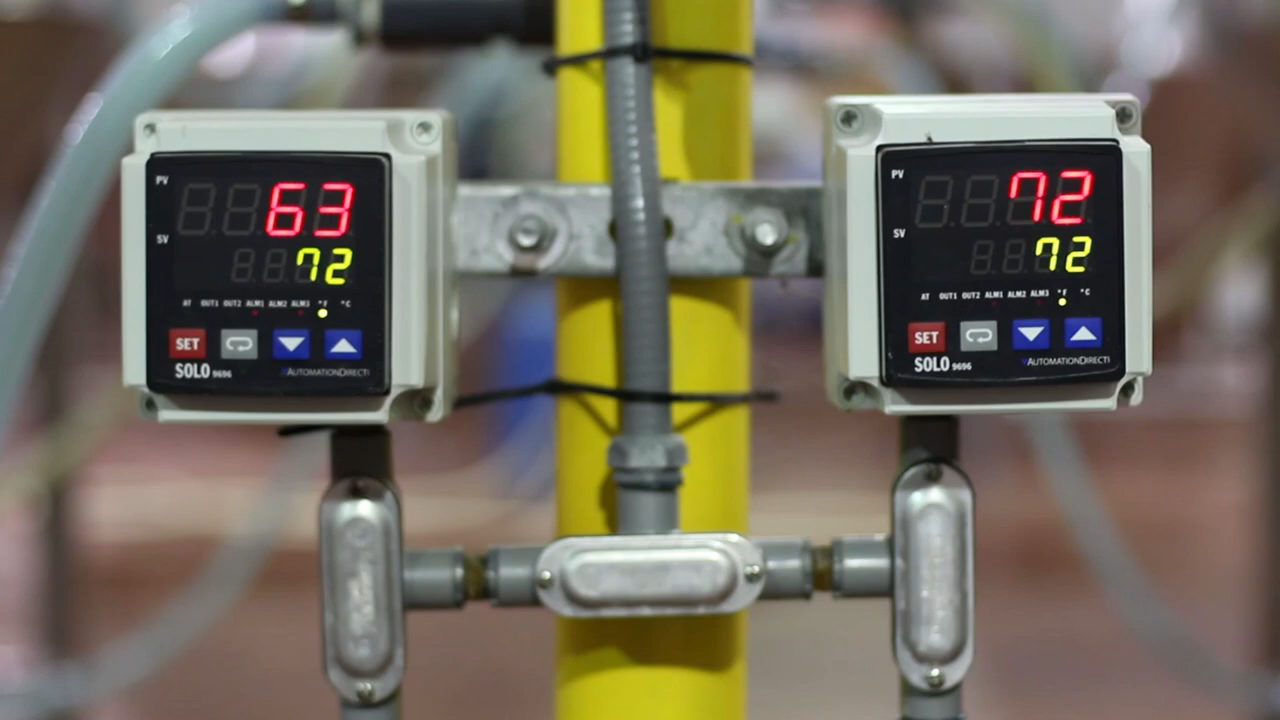 PV 63
SV 72
AT OUT1 OUT2 ALM1 ALM2 ALM3 °F °C
SET
SOLO 9696 AUTOMATIONDIRECT
PV 72
SV 72
AT OUT1 OUT2 ALM1 ALM2 ALM3 °F °C
SET
SOLO 9696 AUTOMATIONDIRECT